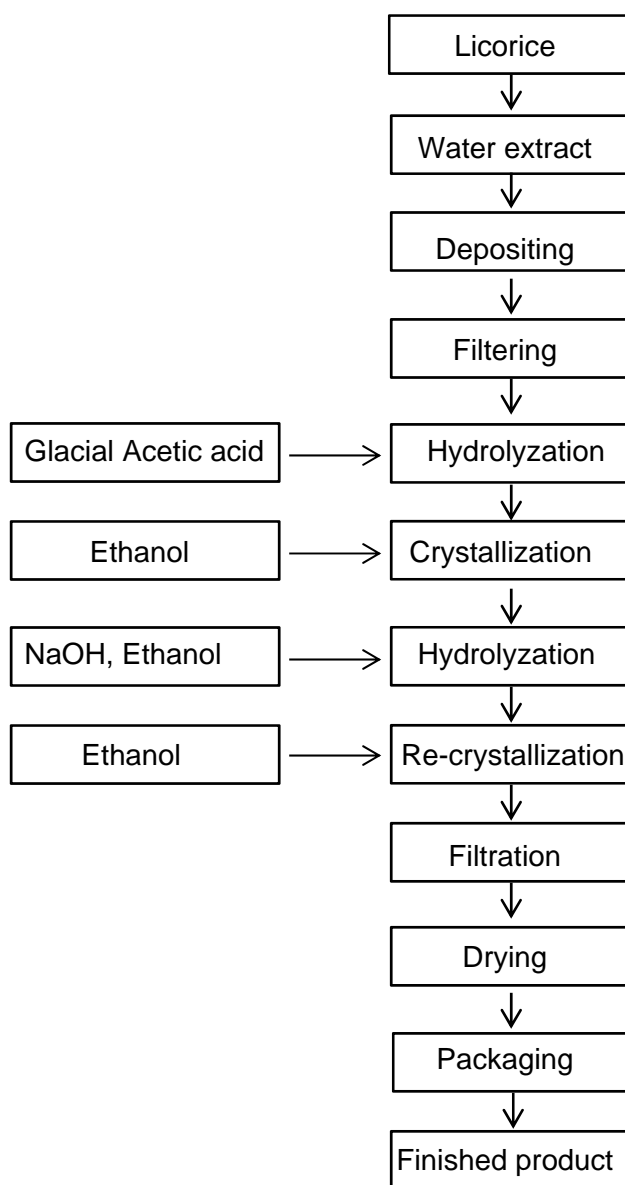 Licorice
Water extract
Depositing
Filtering
Glacial Acetic acid
Hydrolyzation
Ethanol
Crystallization
NaOH, Ethanol
Hydrolyzation
Ethanol
Re-crystallization
Filtration
Drying
Packaging
Finished product